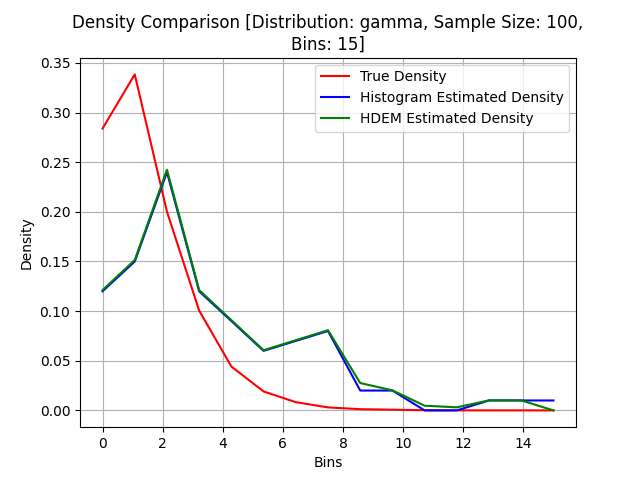 Density Comparison [Distribution: gamma, Sample Size: 100,
Bins: 15]
True Density
Histogram Estimated Density
HDEM Estimated Density
Density
0.35
0.30
0.25
0.20
0.15
0.10
0.05
0.00
0 2 4 6 8 10 12 14
Bins